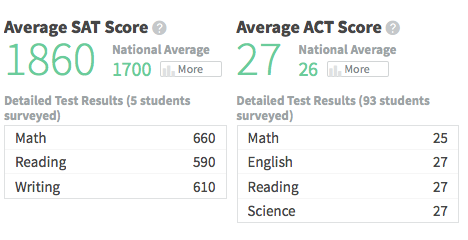 Average SAT Score ?
1860
National Average
1700 More
Detailed Test Results (5 students
surveyed)
Math 660
Reading 590
Writing 610
Average ACT Score ?
27
National Average
26 More
Detailed Test Results (93 students
surveyed)
Math 25
English 27
Reading 27
Science 27